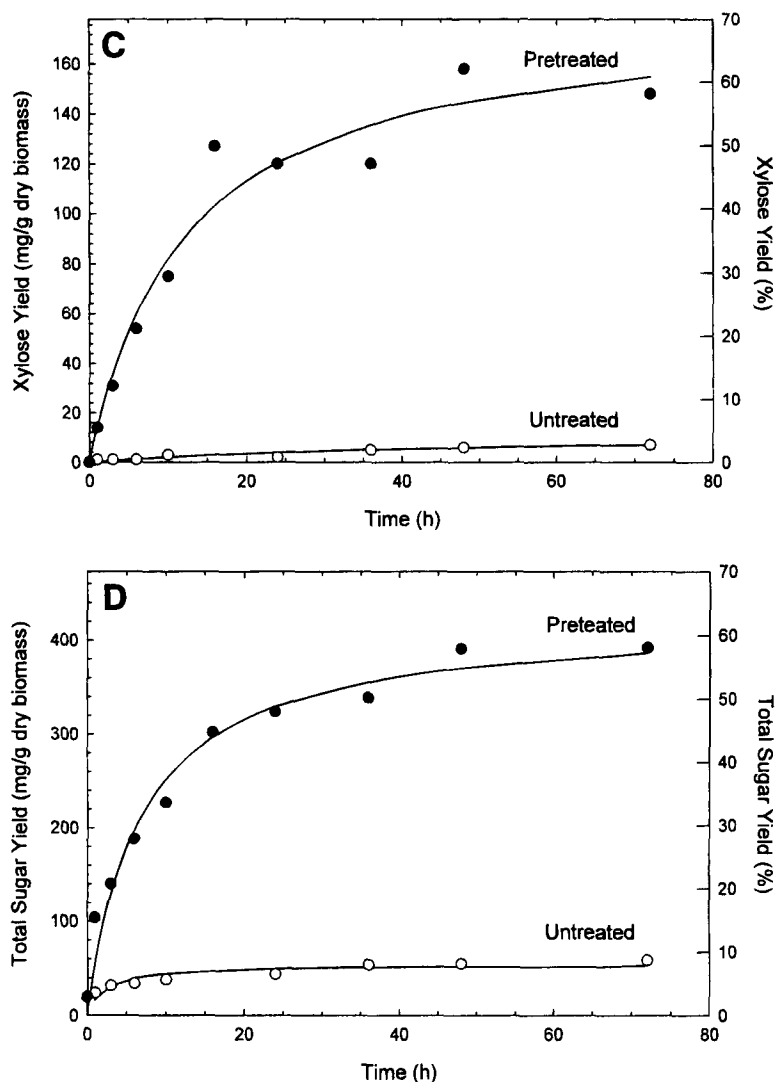 C
Xylose Yield (mg/g dry biomass)
160
140
120
100
80
60
40
20
0
Pretreated
Untreated
70
60
50
40
30
20
10
0
Xylose Yield (%)
0 20 40 60 80
Time (h)
D
Total Sugar Yield (mg/g dry biomass)
400
300
200
100
0
Preteated
Untreated
70
60
50
40
30
20
10
0
Total Sugar Yield (%)
0 20 40 60 80
Time (h)